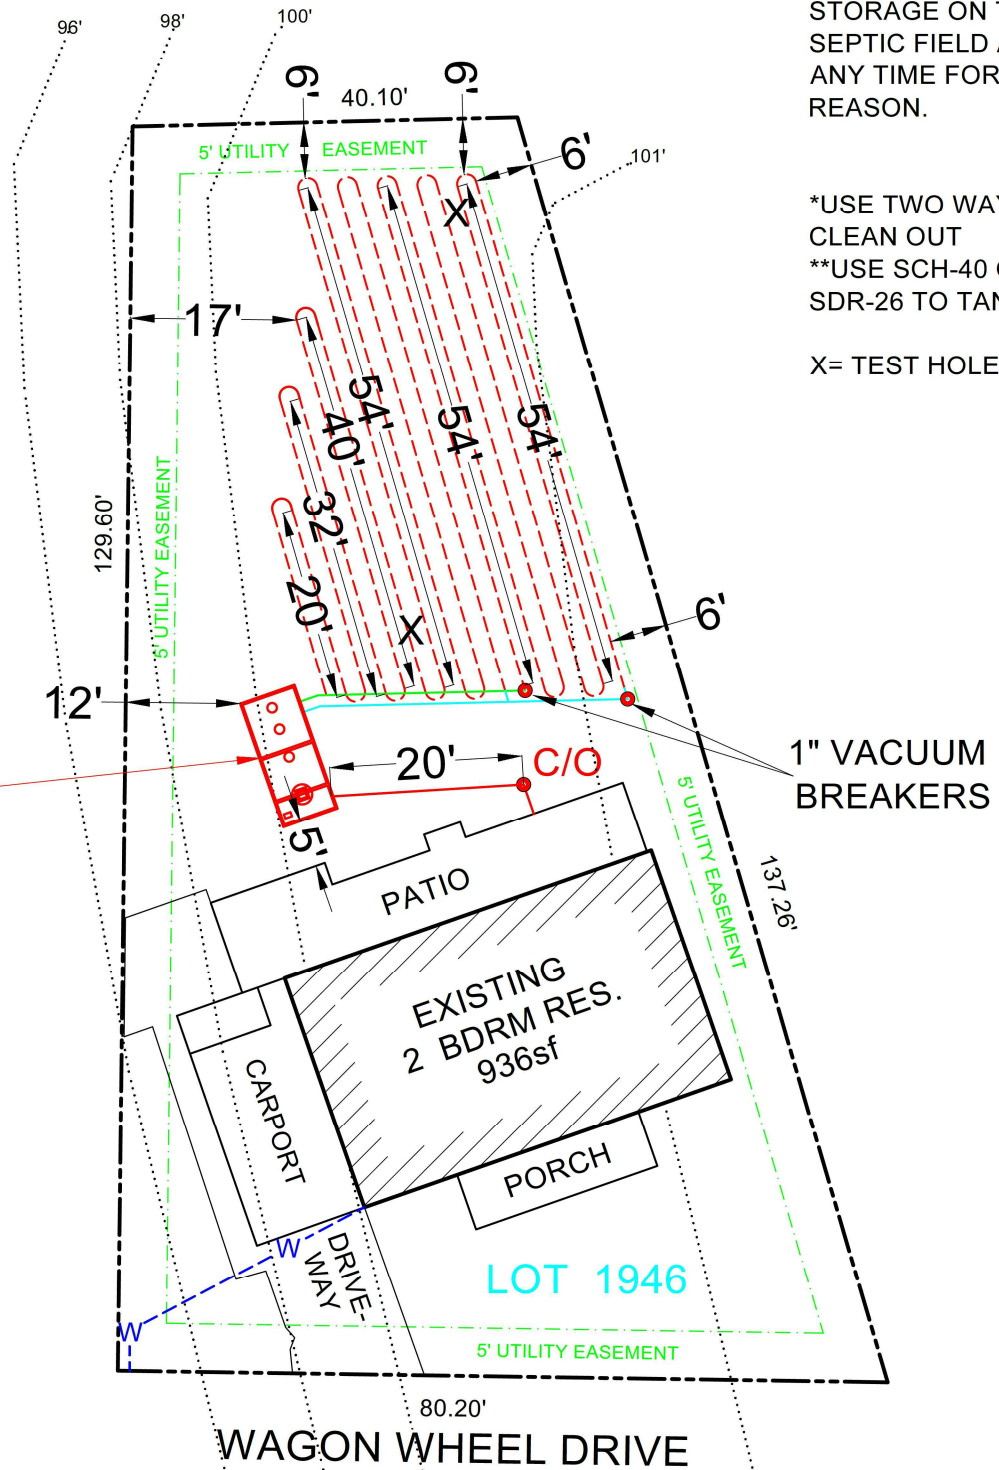 STORAGE ON
SEPTIC FIELD
ANY TIME FOR
REASON.
96'
98'
100'
6'
6'
40.10'
5' UTILITY EASEMENT
6'
101'
*USE TWO WAY
CLEAN OUT
**USE SCH-40
SDR-26 TO
X= TEST HOLE
X
17'
54'
40'
54'
54'
32'
20'
X
129.60'
5' UTILITY EASEMENT
6'
12'
20'
C/O
1" VACUUM
BREAKERS
5'
5' UTILITY EASEMENT
137.26'
PATIO
EXISTING
2 BDRM RES.
936sf
CARPORT
PORCH
DRIVE-
WAY
W
W
LOT 1946
5' UTILITY EASEMENT
80.20'
WAGON WHEEL DRIVE